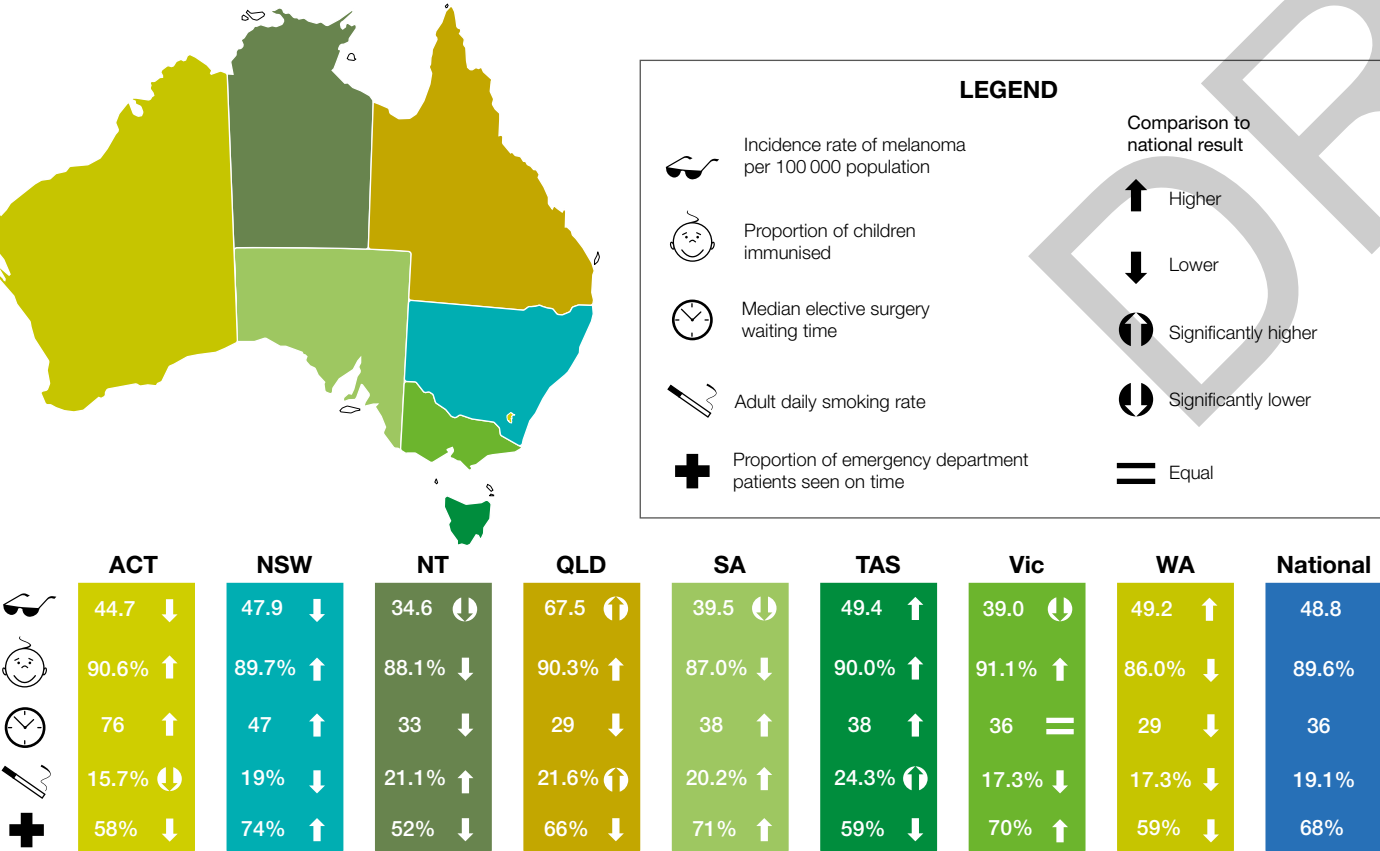 LEGEND
Incidence rate of melanoma
per 100 000 population
Proportion of children
immunised
Median elective surgery
waiting time
Adult daily smoking rate
Proportion of emergency department
patients seen on time
Comparison to
national result
Higher
Lower
Significantly higher
Significantly lower
Equal
ACT NSW NT QLD SA TAS Vic WA National
44.7 47.9 34.6 67.5 39.5 49.4 39.0 49.2 48.8
90.6% 89.7% 88.1% 90.3% 87.0% 90.0% 91.1% 86.0% 89.6%
76 47 33 29 38 38 36 29 36
15.7% 19% 21.1% 21.6% 20.2% 24.3% 17.3% 17.3% 19.1%
58% 74% 52% 66% 71% 59% 70% 59% 68%